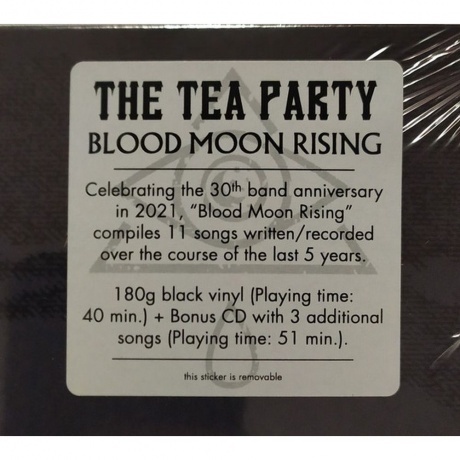 THE TEA PARTY
BLOOD MOON RISING
Celebrating the 30th band anniversary
in 2021, “Blood Moon Rising”
compiles 11 songs written/recorded
over the course of the last 5 years.
180g black vinyl (Playing time:
40 min.) + Bonus CD with 3 additional
songs (Playing time: 51 min.).
this sticker is removable